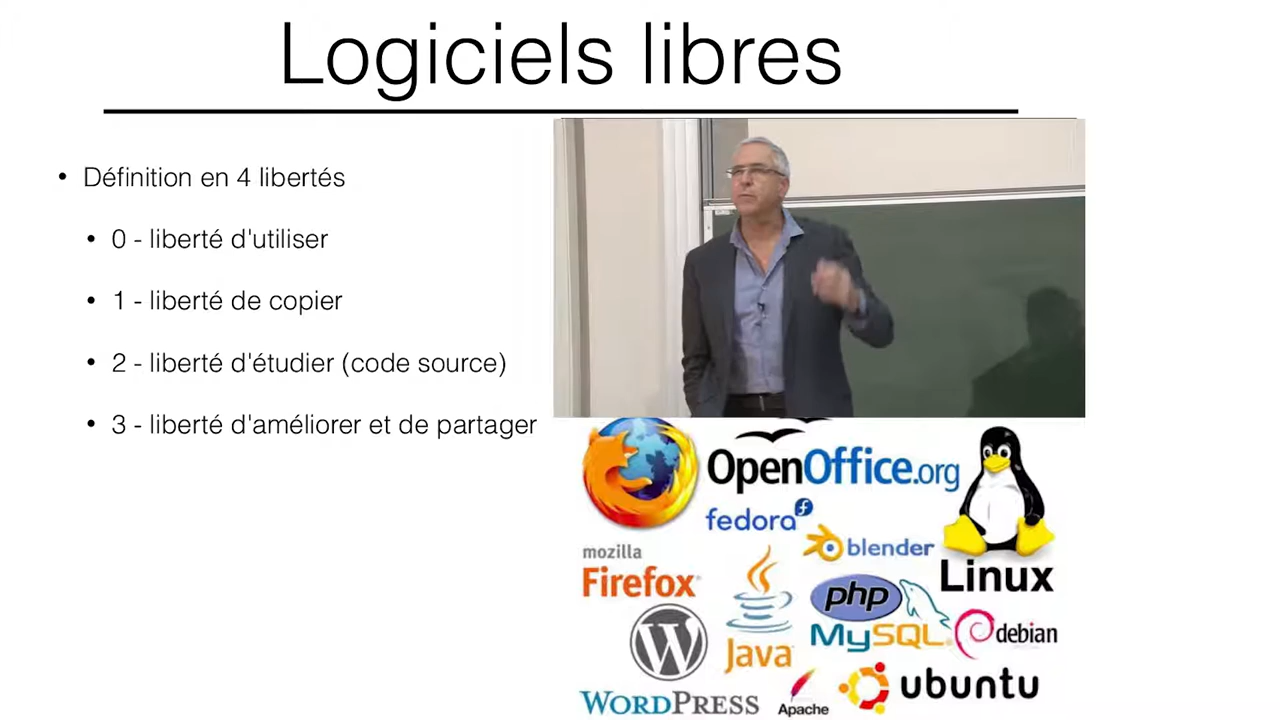 Logiciels libres
• Définition en 4 libertés
• 0 - liberté d'utiliser
• 1 - liberté de copier
• 2 - liberté d'étudier (code source)
• 3 - liberté d'améliorer et de partager
OpenOffice.org
fedora
blender
mozilla
Firefox
Linux
php
MySQL
debian
Java
WORDPRESS
Apache
ubuntu